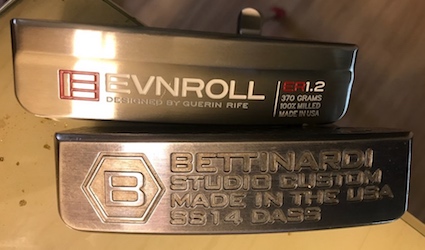 E EVNROLL
DESIGNED BY GUERIN RIFE
ER1.2
370 GRAMS
100% MILLED
MADE IN USA
B
BETTINARDI
STUDIO CUSTOM
MADE IN THE USA
SS14 DASS